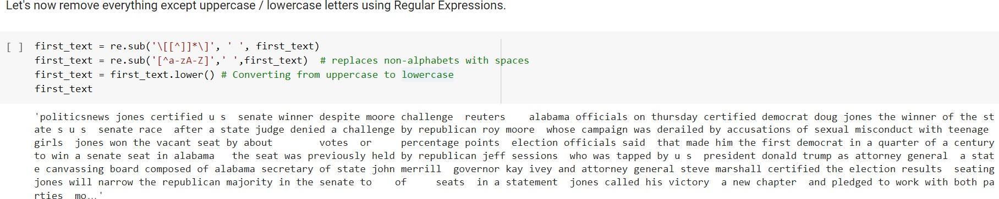 Let's now remove everything except uppercase / lowercase letters using Regular Expressions.
[ ] first_text = re.sub('\[[^]]*\]', ' ', first_text)
first_text = re.sub('[^a-zA-Z]',' ',first_text)  # replaces non-alphabets with spaces
first_text = first_text.lower() # Converting from uppercase to lowercase
first_text
'politicsnews jones certified u s  senate winner despite moore challenge  reuters    alabama officials on thursday certified democrat doug jones the winner of the st
ate s u s  senate race  after a state judge denied a challenge by republican roy moore  whose campaign was derailed by accusations of sexual misconduct with teenage
girls  jones won the vacant seat by about        votes  or     percentage points  election officials said  that made him the first democrat in a quarter of a century
to win a senate seat in alabama   the seat was previously held by republican jeff sessions  who was tapped by u s  president donald trump as attorney general  a stat
e canvassing board composed of alabama secretary of state john merrill  governor kay ivey and attorney general steve marshall certified the election results  seating
jones will narrow the republican majority in the senate to    of     seats  in a statement  jones called his victory  a new chapter  and pledged to work with both pa
rties  mo...'